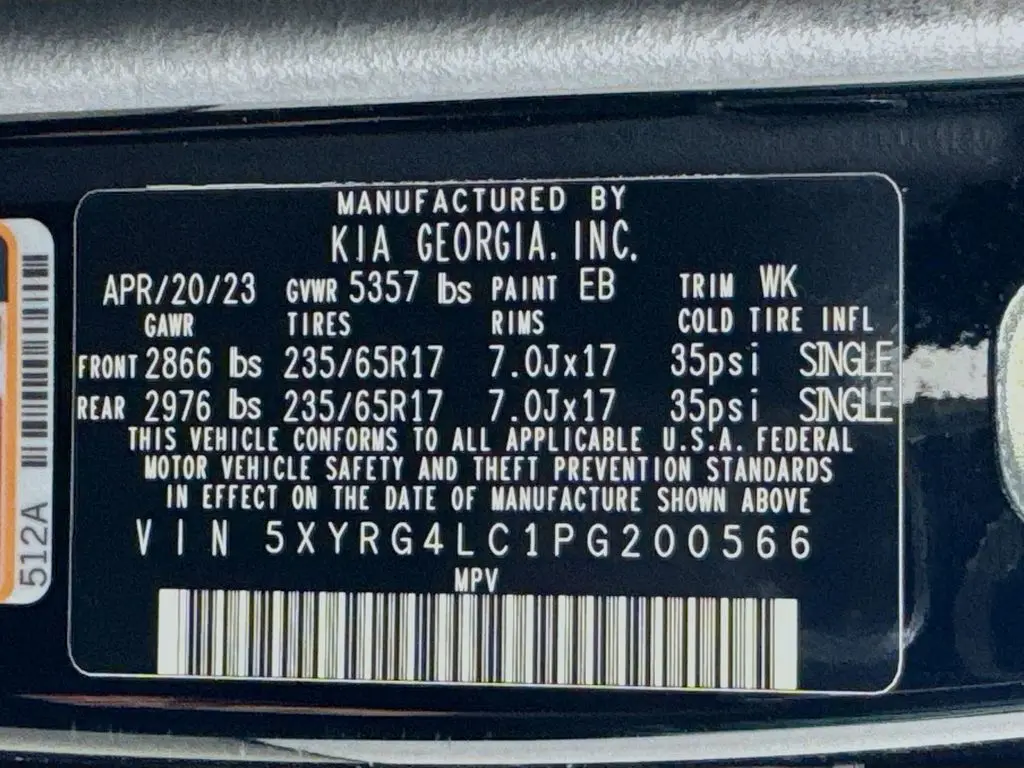 MANUFACTURED BY
KIA GEORGIA. INC.
APR/20/23 GVWR 5357 lbs PAINT EB TRIM WK
GAWR TIRES RIMS COLD TIRE INFL
FRONT 2866 lbs 235/65R17 7.0Jx17 35psi SINGLE
REAR 2976 lbs 235/65R17 7.0Jx17 35psi SINGLE
THIS VEHICLE CONFORMS TO ALL APPLICABLE U.S.A. FEDERAL
MOTOR VEHICLE SAFETY AND THEFT PREVENTION STANDARDS
IN EFFECT ON THE DATE OF MANUFACTURE SHOWN ABOVE
VIN 5XYRG4LC1PG200566
MPV
512A